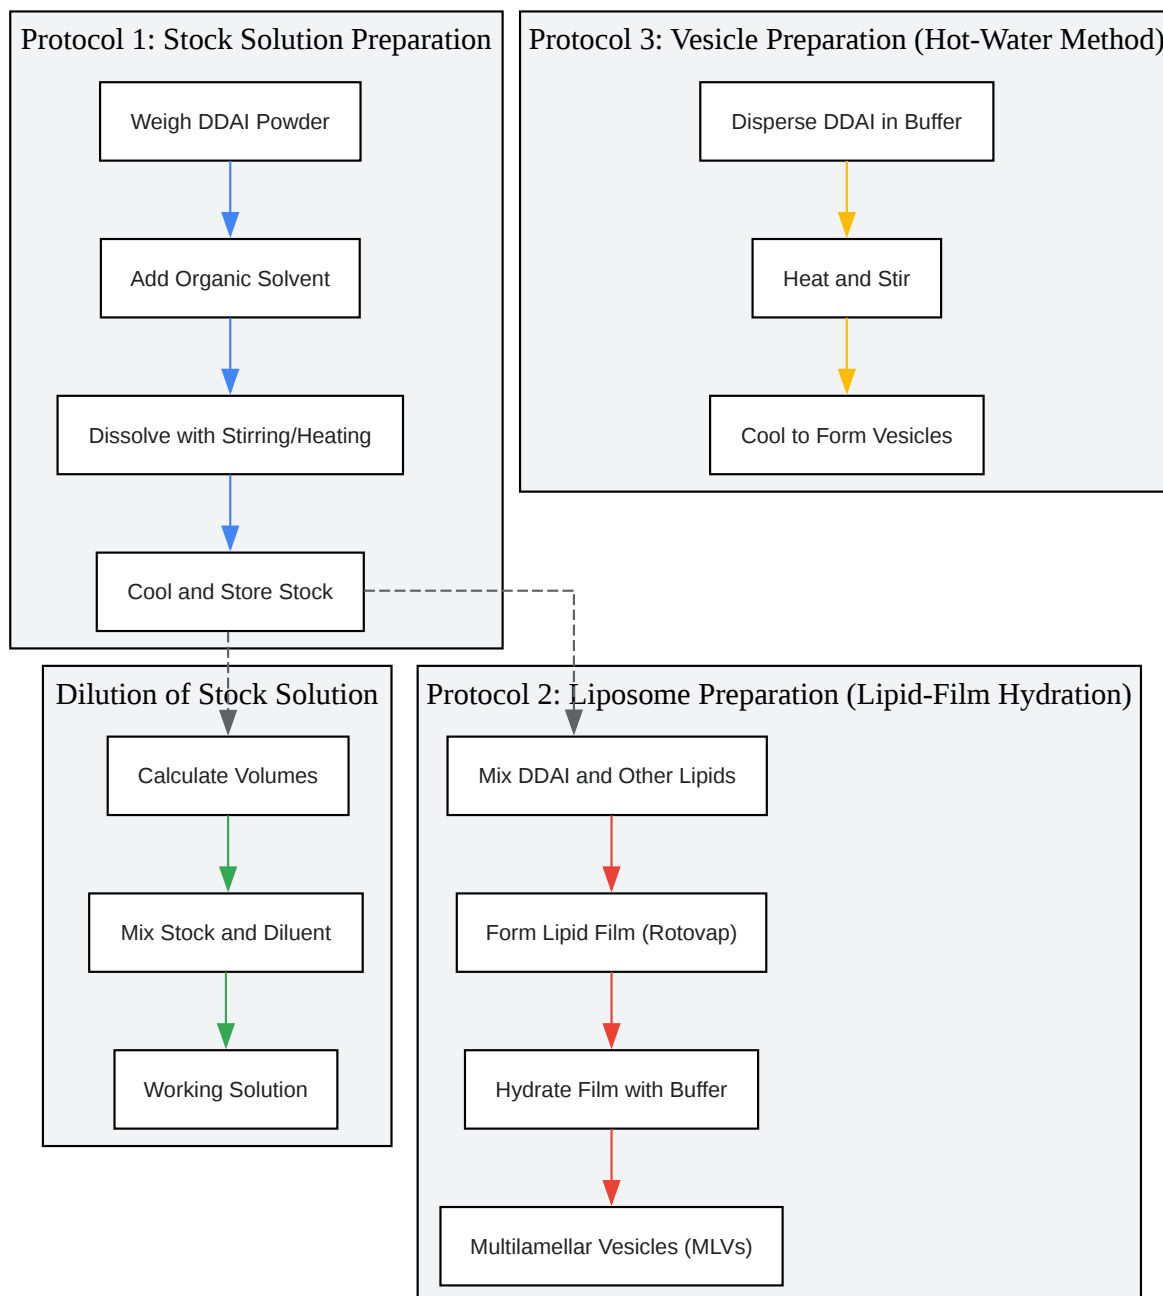 Protocol 1: Stock Solution Preparation
Weigh DDAI Powder
Add Organic Solvent
Dissolve with Stirring/Heating
Cool and Store Stock
Protocol 3: Vesicle Preparation (Hot-Water Method)
Disperse DDAI in Buffer
Heat and Stir
Cool to Form Vesicles
Dilution of Stock Solution
Calculate Volumes
Mix Stock and Diluent
Working Solution
Protocol 2: Liposome Preparation (Lipid-Film Hydration)
Mix DDAI and Other Lipids
Form Lipid Film (Rotovap)
Hydrate Film with Buffer
Multilamellar Vesicles (MLVs)